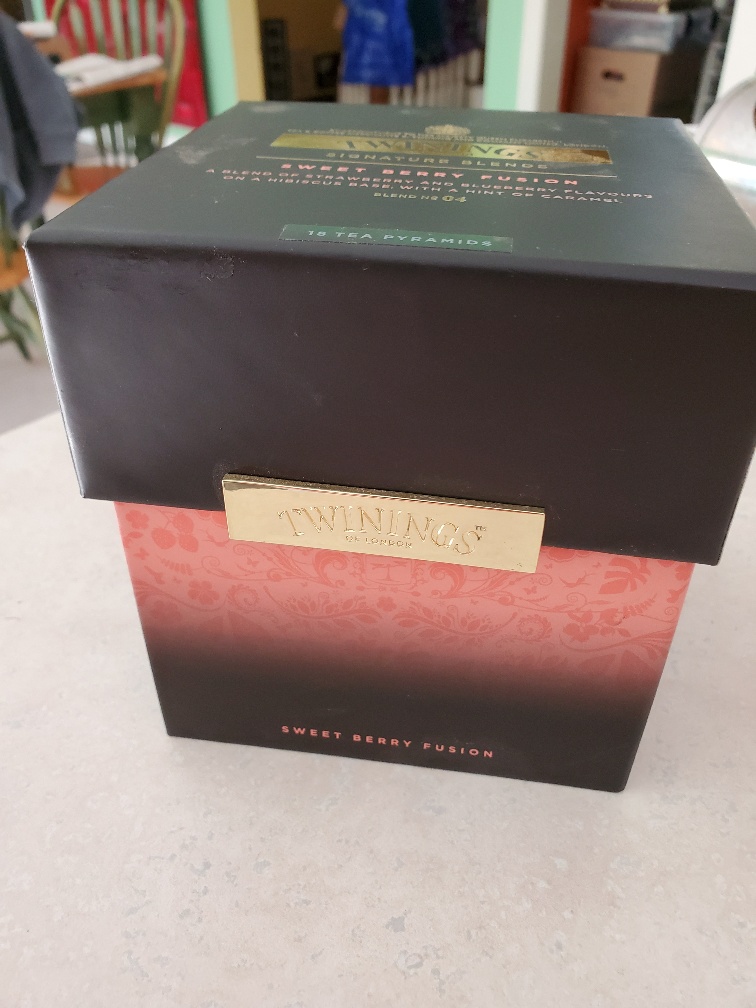 TWININGS
SIGNATURE BLENDS
SWEET BERRY FUSION
A BLEND OF STRAWBERRY AND BLUEBERRY FLAVOURS
ON A HIBISCUS BASE, WITH A HINT OF CARAMEL
BLEND Nº 04
15 TEA PYRAMIDS
TWININGS™
OF LONDON
SWEET BERRY FUSION